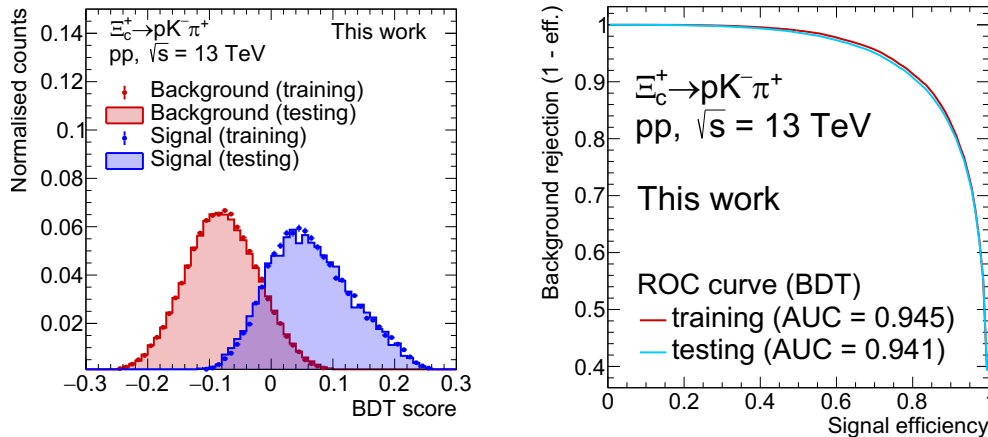 Normalised counts
0.14
0.12
0.1
0.08
0.06
0.04
0.02
Ξc⁺→pK⁻π⁺
This work
pp, √s = 13 TeV
Background (training)
Background (testing)
Signal (training)
Signal (testing)
−0.3 −0.2 −0.1 0 0.1 0.2 0.3
BDT score
Background rejection (1 - eff.)
1
0.9
0.8
0.7
0.6
0.5
0.4
Ξc⁺→pK⁻π⁺
pp, √s = 13 TeV
This work
ROC curve (BDT)
training (AUC = 0.945)
testing (AUC = 0.941)
0 0.2 0.4 0.6 0.8 1
Signal efficiency